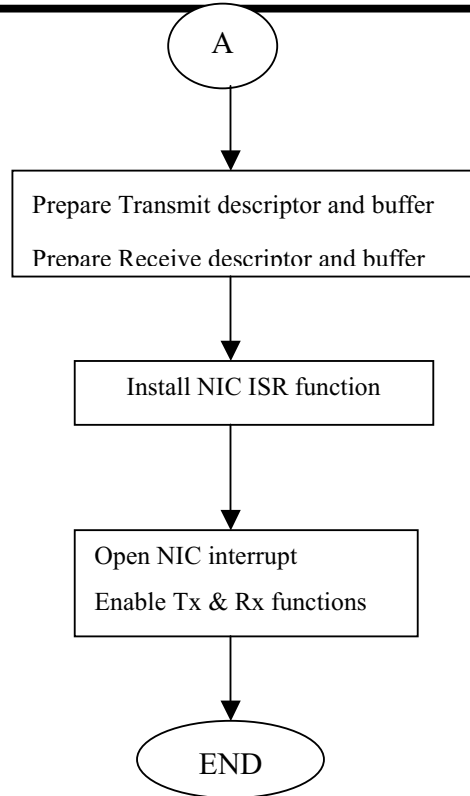 A
Prepare Transmit descriptor and buffer
Prepare Receive descriptor and buffer
Install NIC ISR function
Open NIC interrupt
Enable Tx & Rx functions
END